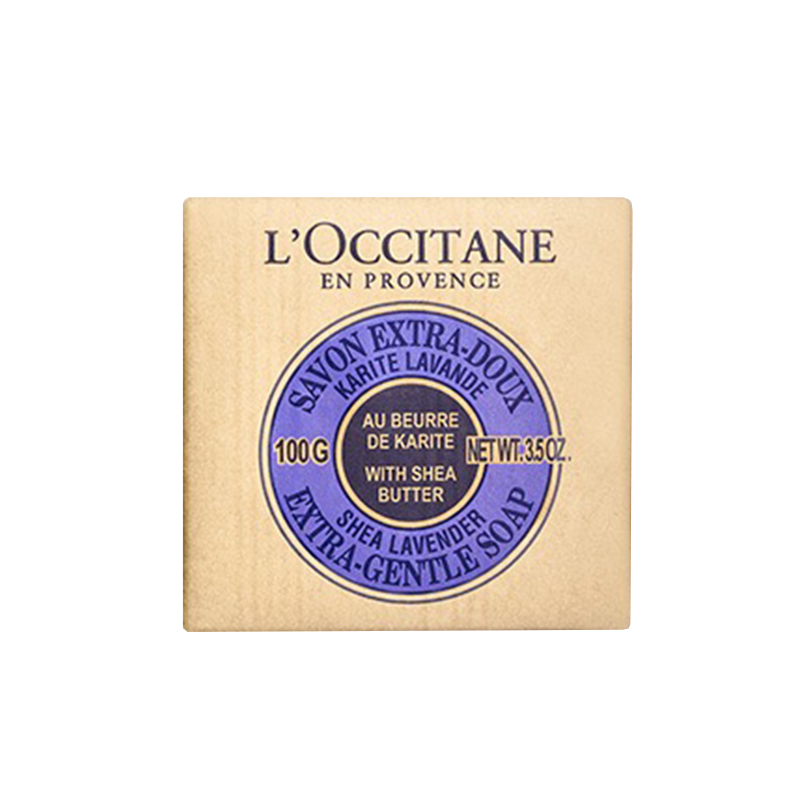 L'OCCITANE
EN PROVENCE
SAVON EXTRA-DOUX
KARITE LAVANDE
AU BEURRE
DE KARITE
100G
NET WT. 3.5 OZ.
WITH SHEA
BUTTER
SHEA LAVENDER
EXTRA-GENTLE SOAP